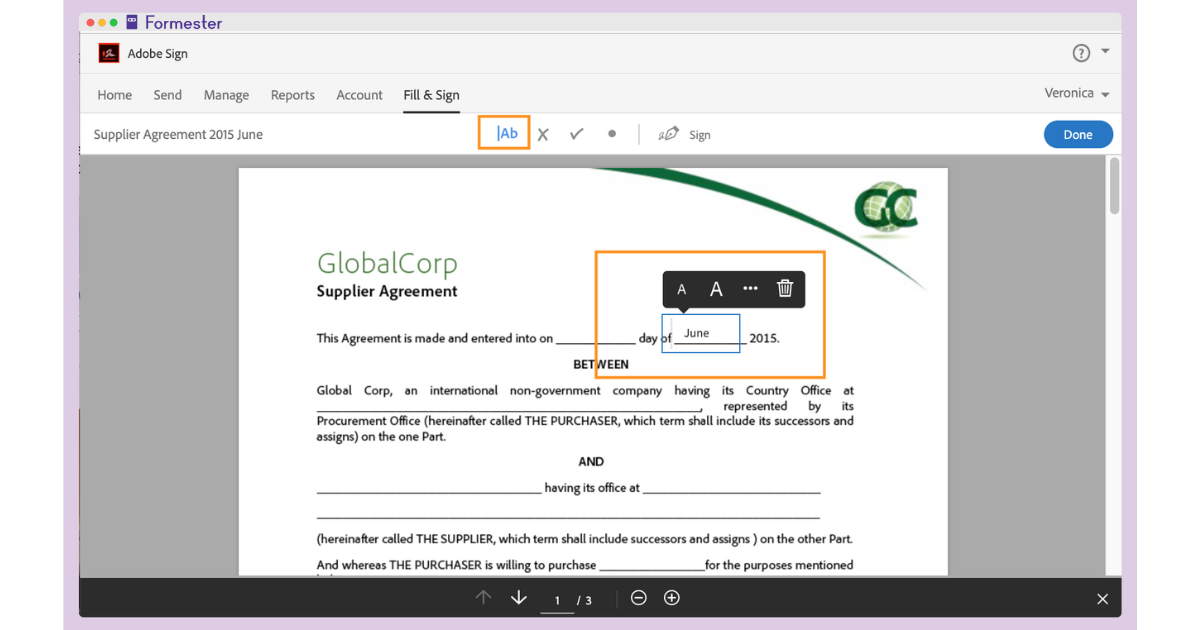 Formester
Adobe Sign
?
Home Send Manage Reports Account Fill & Sign Veronica
Supplier Agreement 2015 June |Ab Sign Done
GC
GlobalCorp
Supplier Agreement
A A ••• 
This Agreement is made and entered into on ____________ day of June ___________ 2015.
BETWEEN
Global Corp, an international non-government company having its Country Office at
____________________________________________________________, represented by its
Procurement Office (hereinafter called THE PURCHASER, which term shall include its successors and
assigns) on the one Part.
AND
___________________________________ having its office at ____________________________
______________________________________________________________________________
(hereinafter called THE SUPPLIER, which term shall include successors and assigns ) on the other Part.
And whereas THE PURCHASER is willing to purchase ________________for the purposes mentioned
1 / 3